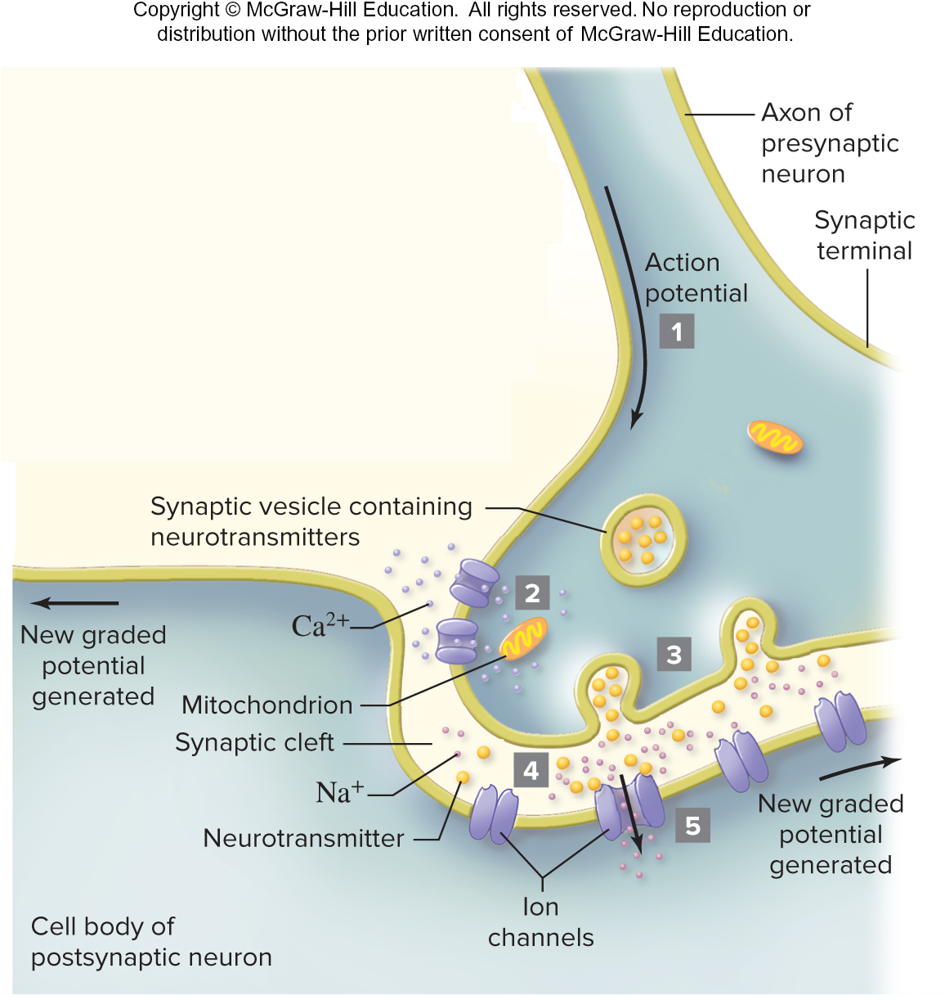 Copyright © McGraw-Hill Education.  All rights reserved. No reproduction or
distribution without the prior written consent of McGraw-Hill Education.
Axon of
presynaptic
neuron
Synaptic
terminal
Action
potential
1
Synaptic vesicle containing
neurotransmitters
2
Ca²⁺
New graded
potential
generated
3
Mitochondrion
Synaptic cleft
4
Na⁺
Neurotransmitter
5
New graded
potential
generated
Ion
channels
Cell body of
postsynaptic neuron